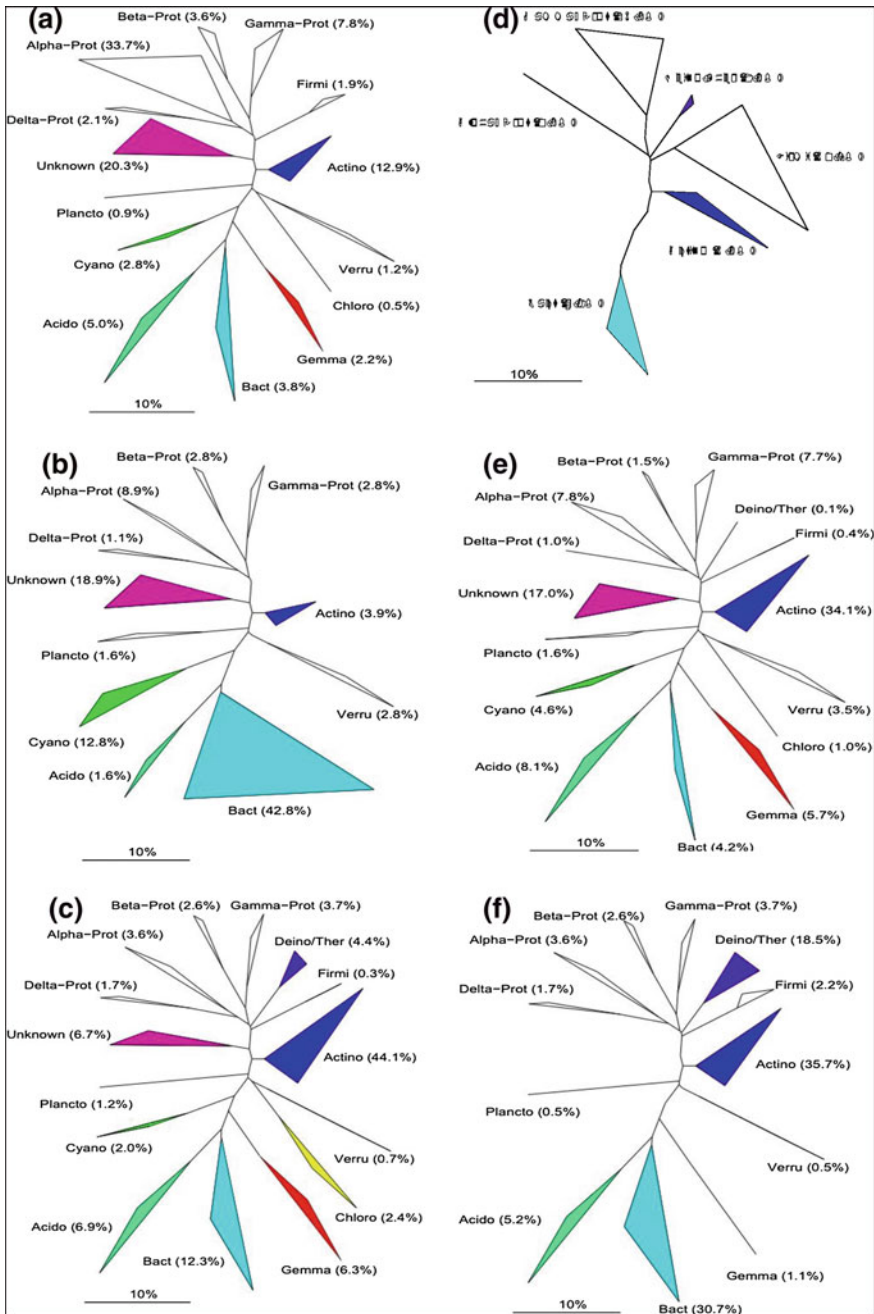 (a)
Beta-Prot (3.6%)
Gamma-Prot (7.8%)
Alpha-Prot (33.7%)
Firmi (1.9%)
Delta-Prot (2.1%)
Unknown (20.3%)
Actino (12.9%)
Plancto (0.9%)
Cyano (2.8%)
Verru (1.2%)
Chloro (0.5%)
Acido (5.0%)
Gemma (2.2%)
Bact (3.8%)
10%
(d)
10%
(b)
Beta-Prot (2.8%)
Gamma-Prot (2.8%)
Alpha-Prot (8.9%)
Delta-Prot (1.1%)
Unknown (18.9%)
Actino (3.9%)
Plancto (1.6%)
Verru (2.8%)
Cyano (12.8%)
Acido (1.6%)
Bact (42.8%)
10%
(e)
Beta-Prot (1.5%)
Gamma-Prot (7.7%)
Alpha-Prot (7.8%)
Deino/Ther (0.1%)
Firmi (0.4%)
Delta-Prot (1.0%)
Unknown (17.0%)
Actino (34.1%)
Plancto (1.6%)
Cyano (4.6%)
Verru (3.5%)
Chloro (1.0%)
Acido (8.1%)
Gemma (5.7%)
10%
Bact (4.2%)
(c)
Beta-Prot (2.6%)
Gamma-Prot (3.7%)
Alpha-Prot (3.6%)
Deino/Ther (4.4%)
Firmi (0.3%)
Delta-Prot (1.7%)
Unknown (6.7%)
Actino (44.1%)
Plancto (1.2%)
Cyano (2.0%)
Verru (0.7%)
Chloro (2.4%)
Acido (6.9%)
Bact (12.3%)
Gemma (6.3%)
10%
(f)
Beta-Prot (2.6%)
Gamma-Prot (3.7%)
Alpha-Prot (3.6%)
Deino/Ther (18.5%)
Firmi (2.2%)
Delta-Prot (1.7%)
Actino (35.7%)
Plancto (0.5%)
Verru (0.5%)
Acido (5.2%)
Gemma (1.1%)
Bact (30.7%)
10%